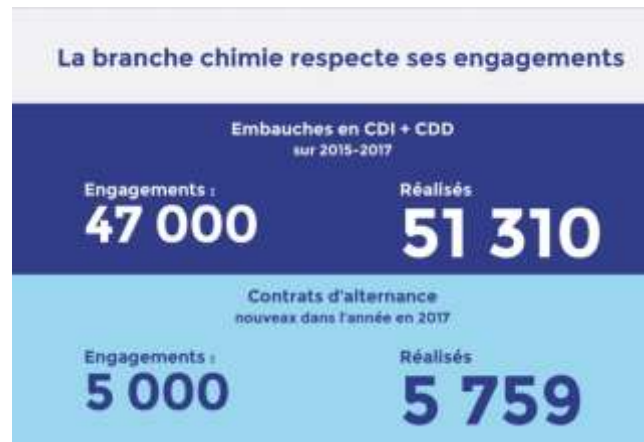 La branche chimie respecte ses engagements
Embauches en CDI + CDD
sur 2015-2017
Engagements : Réalisés
47 000 51 310
Contrats d'alternance
nouveax dans l'année en 2017
Engagements : Réalisés
5 000 5 759